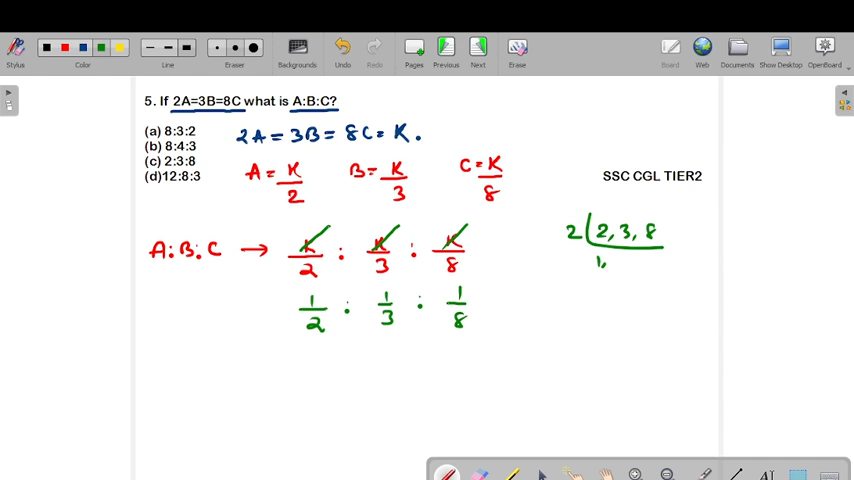 Stylus Color Line Eraser Backgrounds Undo Redo Pages Previous Next Erase Board Web Documents Show Desktop OpenBoard
5. If 2A=3B=8C what is A:B:C?
(a) 8:3:2
(b) 8:4:3
(c) 2:3:8
(d)12:8:3
SSC CGL TIER2
2A = 3B = 8C = K.
A = K/2 B = K/3 C = K/8
A:B:C → K/2 : K/3 : K/8
1/2 : 1/3 : 1/8
2 2, 3, 8
1,